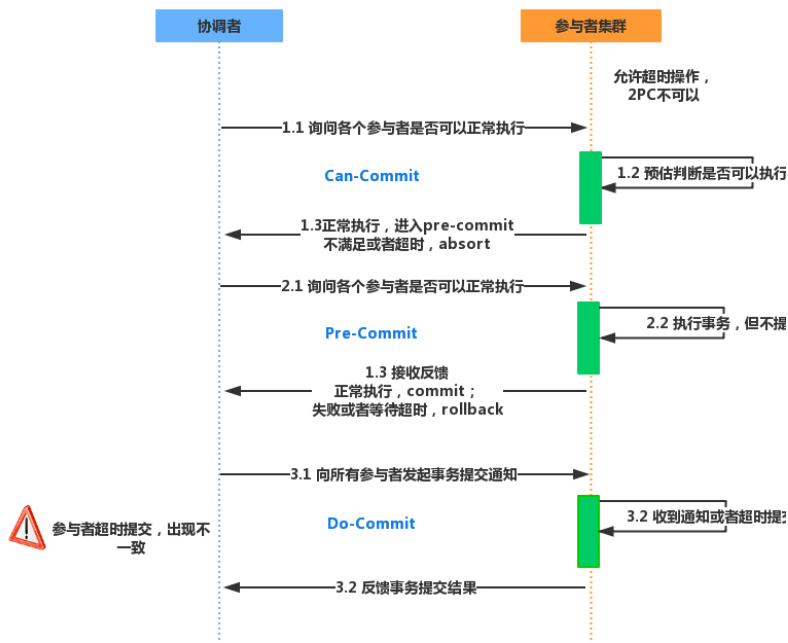 协调者
参与者集群
允许超时操作，
2PC不可以
1.1 询问各个参与者是否可以正常执行
Can-Commit
1.2 预估判断是否可以执行
1.3正常执行，进入pre-commit
不满足或者超时，absort
2.1 询问各个参与者是否可以正常执行
Pre-Commit
2.2 执行事务，但不提
1.3 接收反馈
正常执行，commit；
失败或者等待超时，rollback
3.1 向所有参与者发起事务提交通知
Do-Commit
3.2 收到通知或者超时提交
参与者超时提交，出现不
一致
3.2 反馈事务提交结果